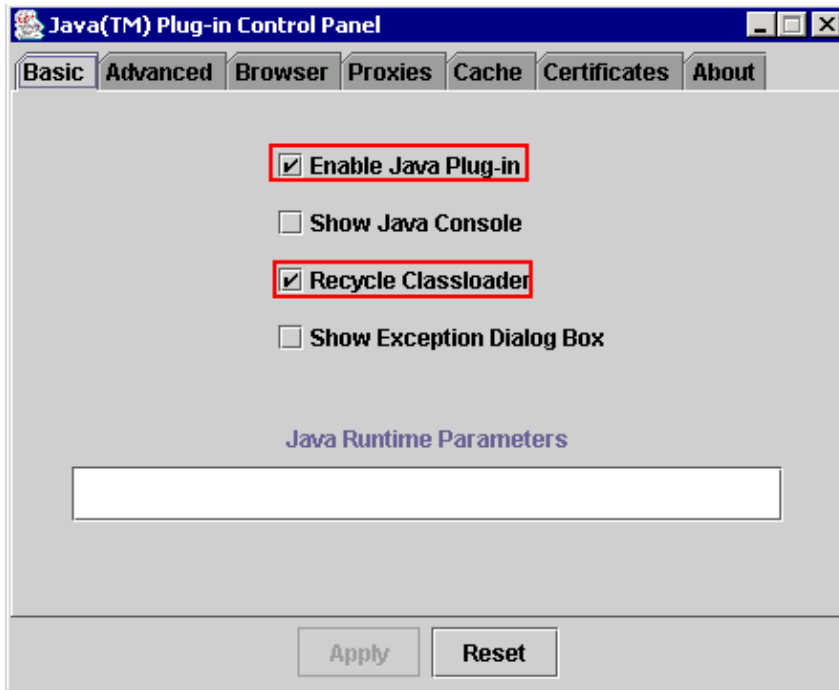 Java(TM) Plug-in Control Panel
Basic Advanced Browser Proxies Cache Certificates About
Enable Java Plug-in
Show Java Console
Recycle Classloader
Show Exception Dialog Box
Java Runtime Parameters
Apply Reset